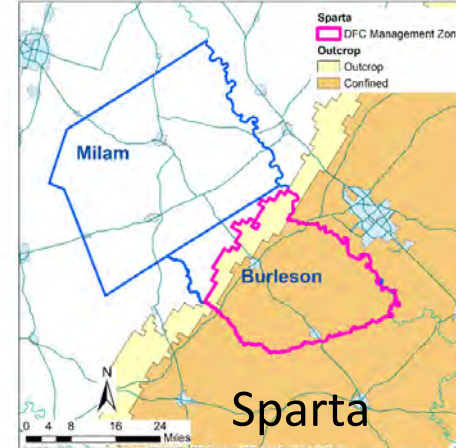 Sparta
DFC Management Zon
Outcrop
Outcrop
Confined
Milam
Burleson
N
0 4 8 16 24
Miles
Sparta